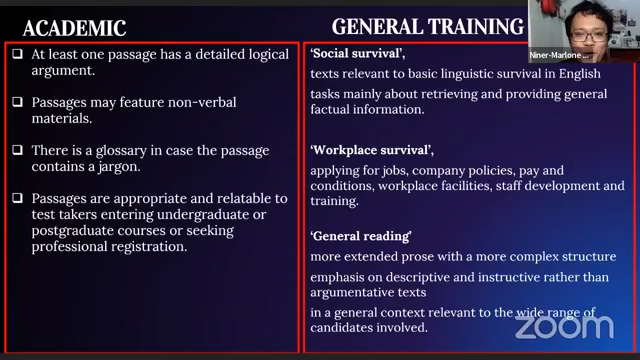 ACADEMIC
At least one passage has a detailed logical
argument.
Passages may feature non-verbal
materials.
There is a glossary in case the passage
contains a jargon.
Passages are appropriate and relatable to
test takers entering undergraduate or
postgraduate courses or seeking
professional registration.
GENERAL TRAINING
‘Social survival’,
texts relevant to basic linguistic survival in English
tasks mainly about retrieving and providing general
factual information.
‘Workplace survival’,
applying for jobs, company policies, pay and
conditions, workplace facilities, staff development and
training.
‘General reading’
more extended prose with a more complex structure
emphasis on descriptive and instructive rather than
argumentative texts
in a general context relevant to the wide range of
candidates involved.
Niner-Marlone
zoom